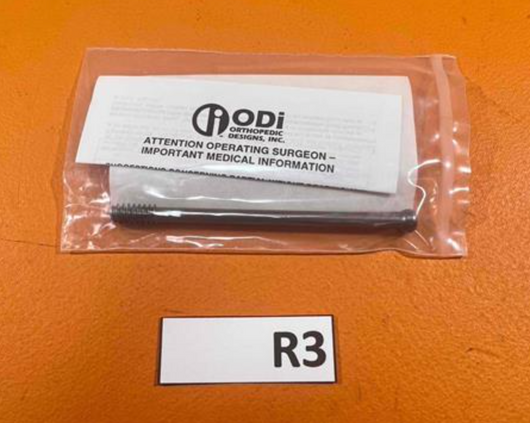 ODi
ORTHOPEDIC
DESIGNS, INC.
ATTENTION OPERATING SURGEON –
IMPORTANT MEDICAL INFORMATION
R3